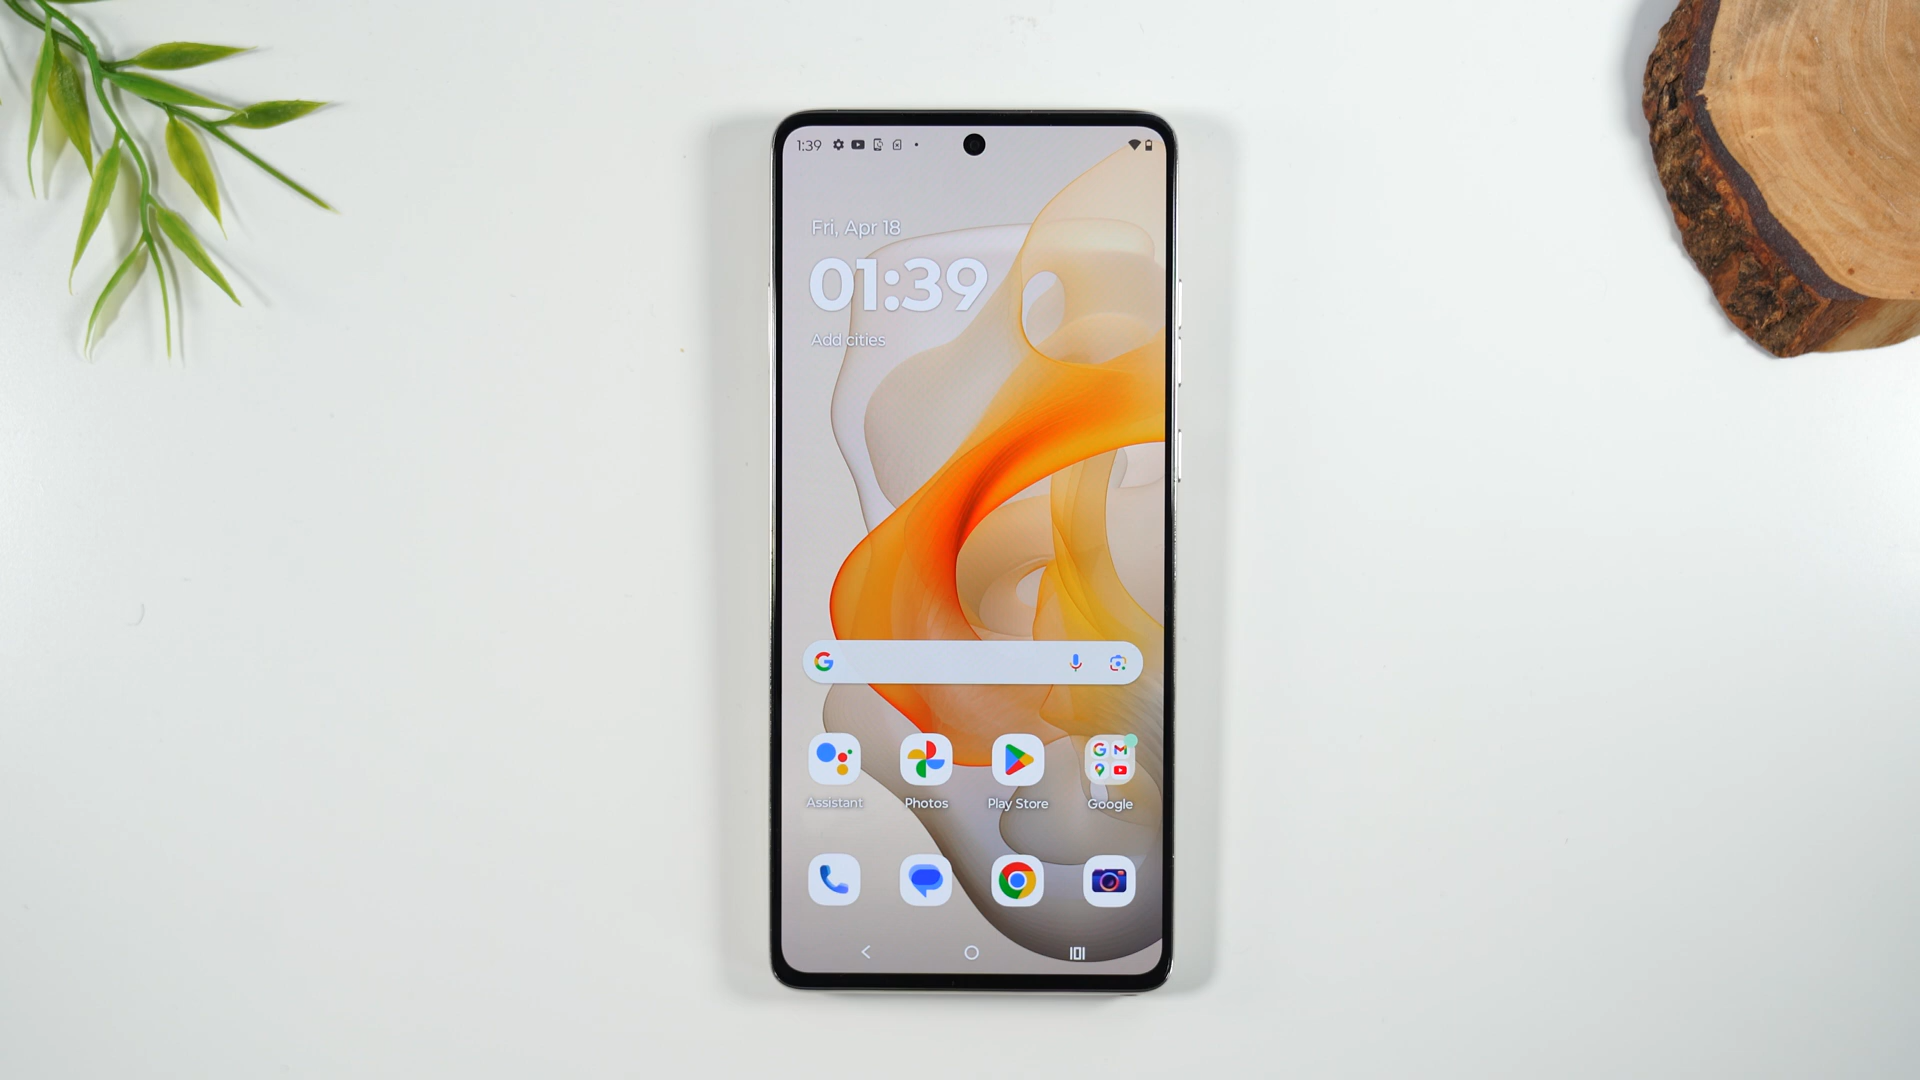 1:39
Fri, Apr 18
01:39
Add cities
Assistant
Photos
Play Store
Google